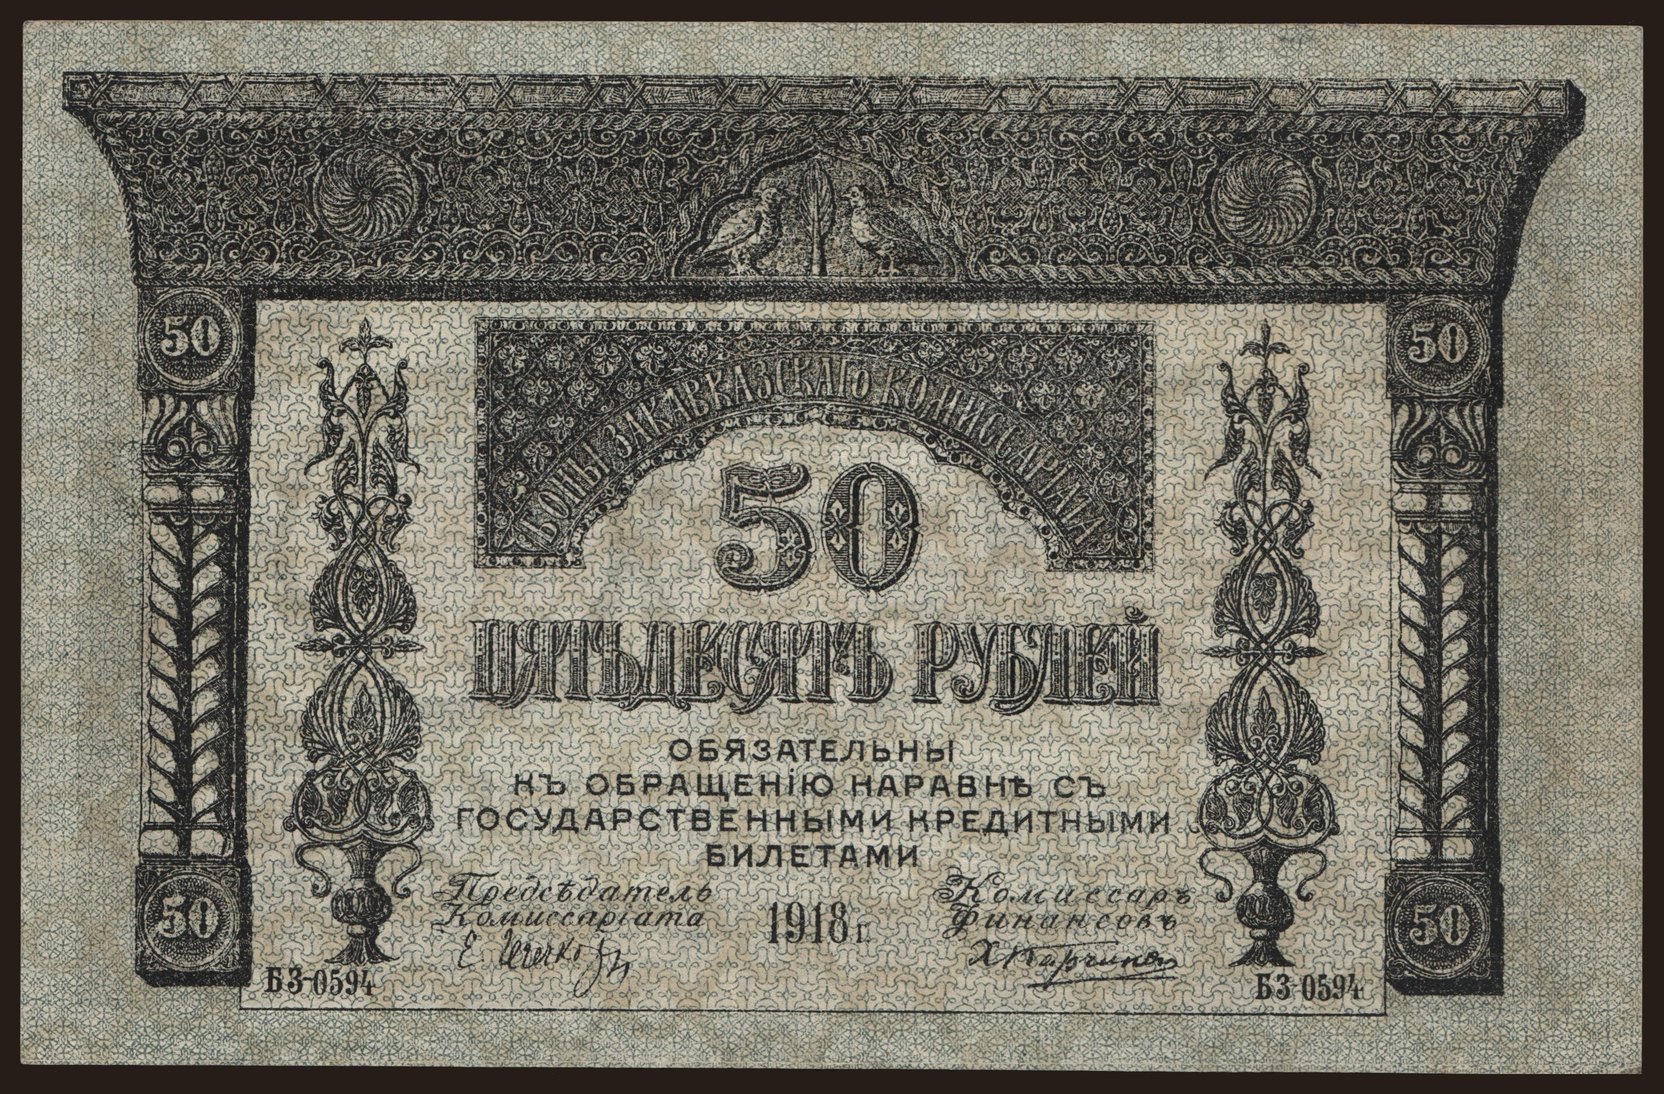 БОНЫ ЗАКАВКАЗСКАГО КОМИССАРІАТА
50 50
50
ПЯТЬДЕСЯТЬ РУБЛЕЙ
ОБЯЗАТЕЛЬНЫ
КЪ ОБРАЩЕНІЮ НАРАВНѢ СЪ
ГОСУДАРСТВЕННЫМИ КРЕДИТНЫМИ
БИЛЕТАМИ
Предсѣдатель
Комиссаріата
1918 г.
Комиссаръ
Финансовъ
50 50
БЗ-0594 БЗ-0594